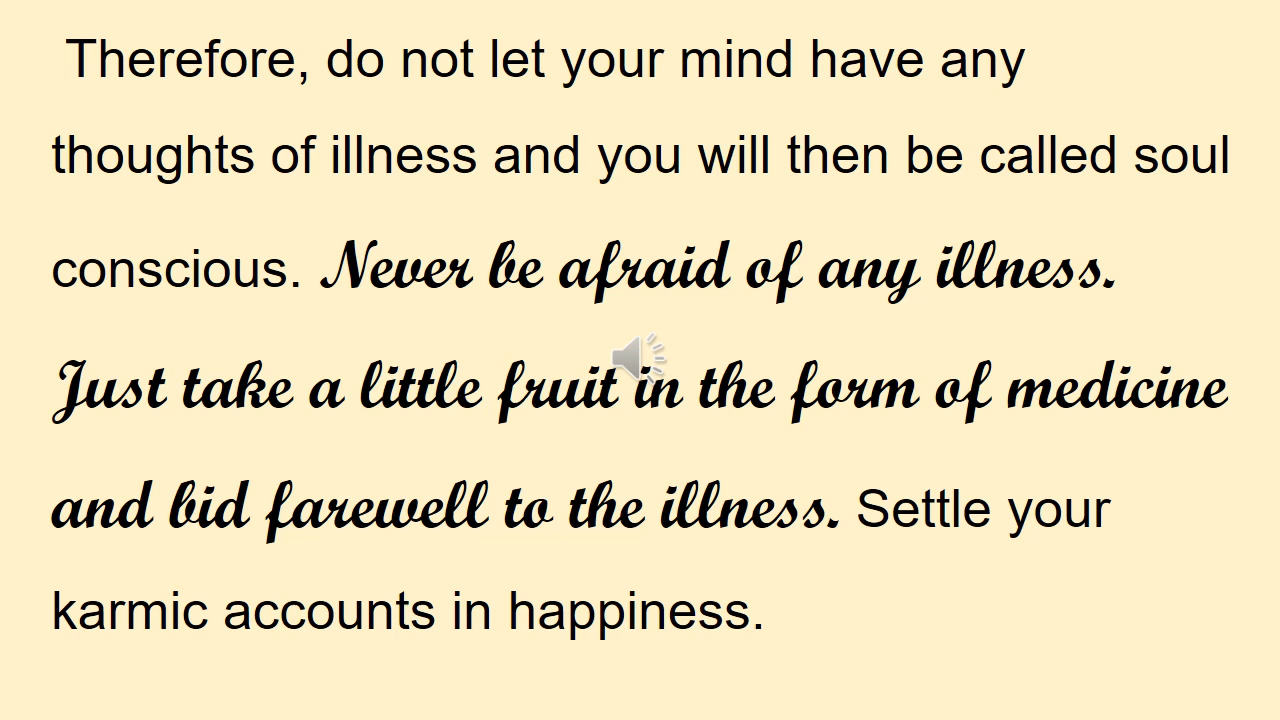 Therefore, do not let your mind have any
thoughts of illness and you will then be called soul
conscious. Never be afraid of any illness.
Just take a little fruit in the form of medicine
and bid farewell to the illness. Settle your
karmic accounts in happiness.